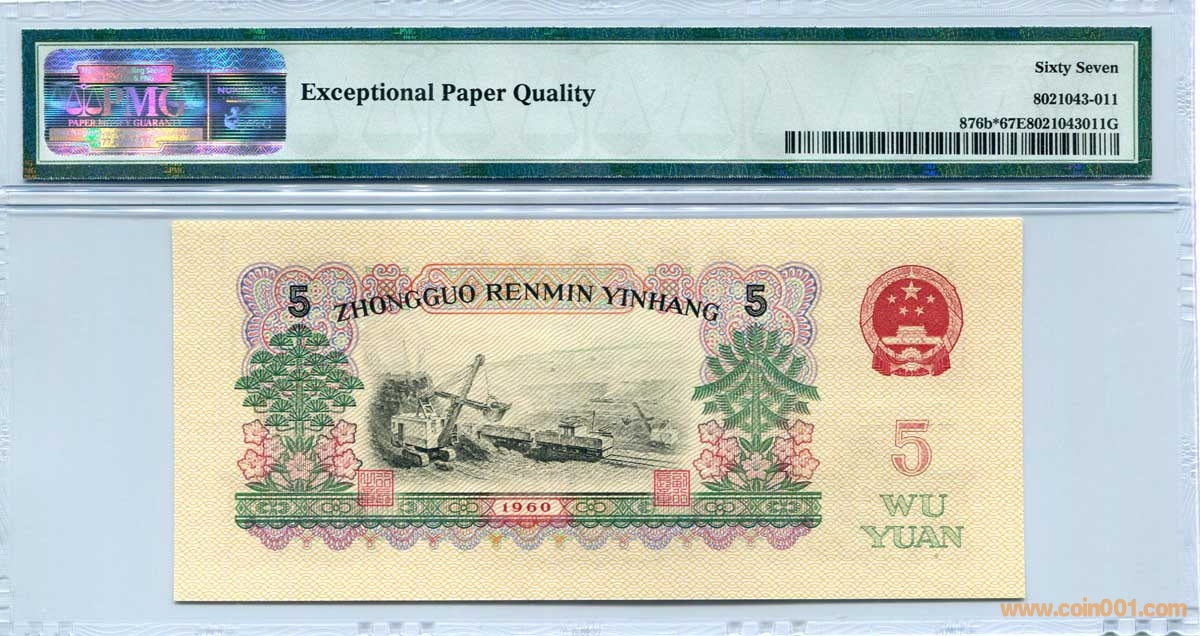 PMG
PAPER MONEY GUARANTY
Exceptional Paper Quality
Sixty Seven
8021043-011
876b*67E8021043011G
5 ZHONGGUO RENMIN YINHANG 5
5
WU
YUAN
1960
www.coin001.com